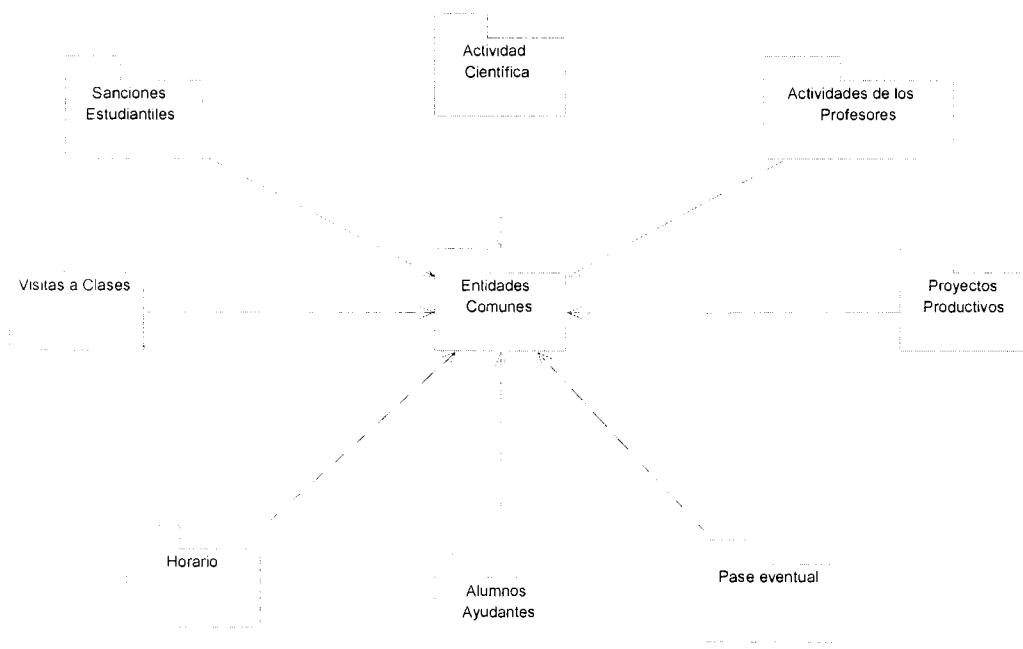 Actividad
Científica
Sanciones
Estudiantiles
Actividades de los
Profesores
Visitas a Clases
Entidades
Comunes
Proyectos
Productivos
Horario
Alumnos
Ayudantes
Pase eventual